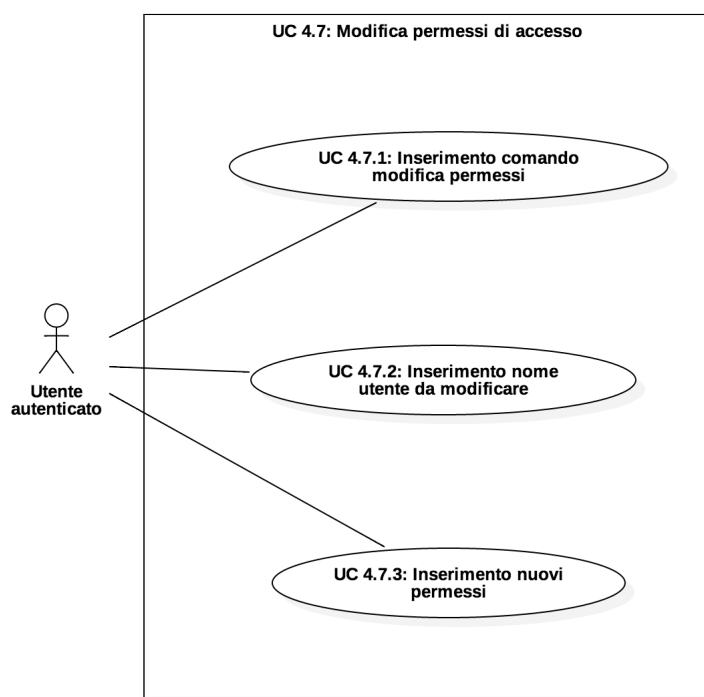 UC 4.7: Modifica permessi di accesso
UC 4.7.1: Inserimento comando
modifica permessi
UC 4.7.2: Inserimento nome
utente da modificare
Utente
autenticato
UC 4.7.3: Inserimento nuovi
permessi